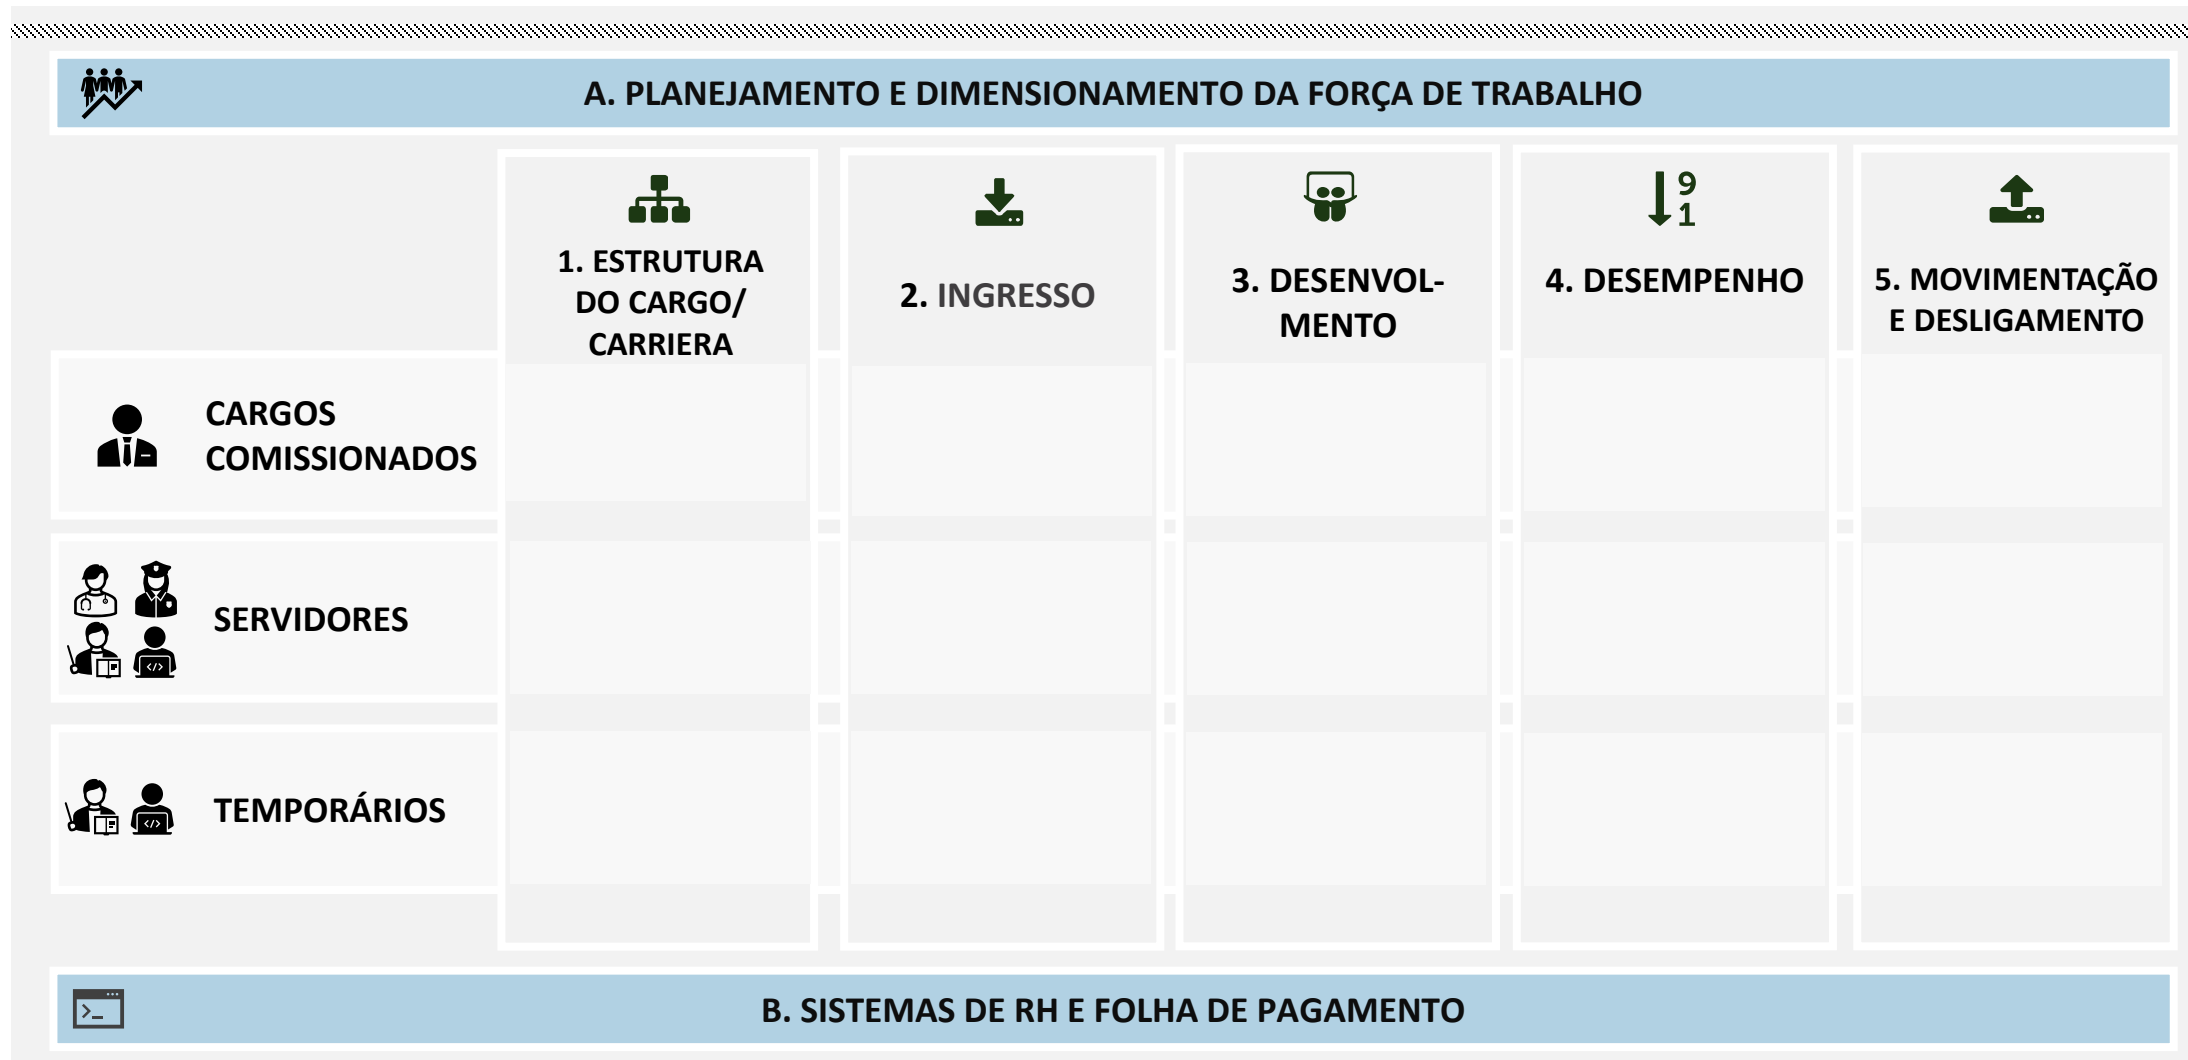 A. PLANEJAMENTO E DIMENSIONAMENTO DA FORÇA DE TRABALHO
1. ESTRUTURA
DO CARGO/
CARRIERA
2. INGRESSO
3. DESENVOL-
MENTO
9
1
4. DESEMPENHO
5. MOVIMENTAÇÃO
E DESLIGAMENTO
CARGOS
COMISSIONADOS
SERVIDORES
</>
TEMPORÁRIOS
</>
>_
B. SISTEMAS DE RH E FOLHA DE PAGAMENTO